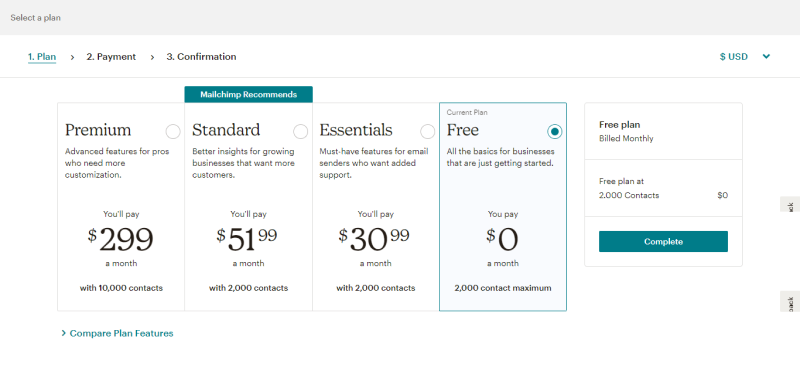 Select a plan
1. Plan > 2. Payment > 3. Confirmation
$ USD
Mailchimp Recommends
Premium
Advanced features for pros
who need more
customization.
You'll pay
$299
a month
with 10,000 contacts
Standard
Better insights for growing
businesses that want more
customers.
You'll pay
$51 99
a month
with 2,000 contacts
Essentials
Must-have features for email
senders who want added
support.
You'll pay
$30 99
a month
with 2,000 contacts
Current Plan
Free
All the basics for businesses
that are just getting started.
You pay
$0
a month
2,000 contact maximum
Free plan
Billed Monthly
Free plan at
2.000 Contacts $0
Complete
> Compare Plan Features